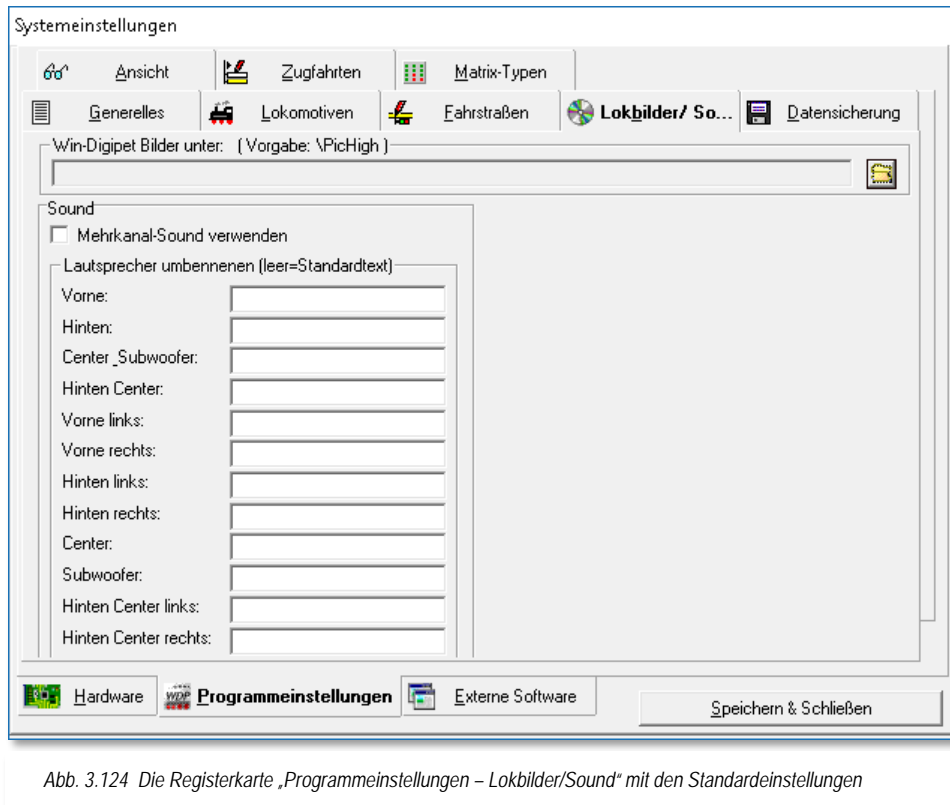 Systemeinstellungen
Ansicht
Zugfahrten
Matrix-Typen
Generelles
Lokomotiven
Fahrstraßen
Lokbilder/ So...
Datensicherung
Win-Digipet Bilder unter: ( Vorgabe: \PicHigh )
Sound
Mehrkanal-Sound verwenden
Lautsprecher umbennenen (leer=Standardtext)
Vorne:
Hinten:
Center_Subwoofer:
Hinten Center:
Vorne links:
Vorne rechts:
Hinten links:
Hinten rechts:
Center:
Subwoofer:
Hinten Center links:
Hinten Center rechts:
Hardware
WDP Programmeinstellungen
Externe Software
Speichern & Schließen
Abb. 3.124 Die Registerkarte „Programmeinstellungen – Lokbilder/Sound“ mit den Standardeinstellungen